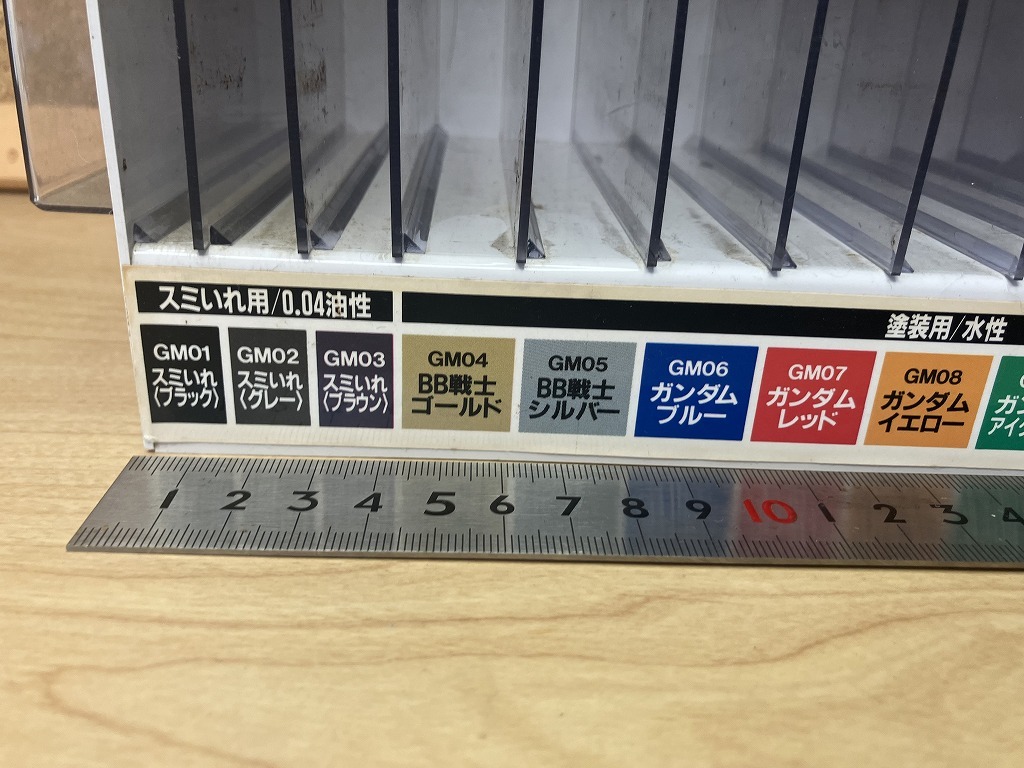 スミいれ用/0.04油性
塗装用/水性
GM01
スミいれ
〈ブラック〉
GM02
スミいれ
〈グレー〉
GM03
スミいれ
〈ブラウン〉
GM04
BB戦士
ゴールド
GM05
BB戦士
シルバー
GM06
ガンダム
ブルー
GM07
ガンダム
レッド
GM08
ガンダム
イエロー
1 2 3 4 5 6 7 8 9 10 1 2 3 4